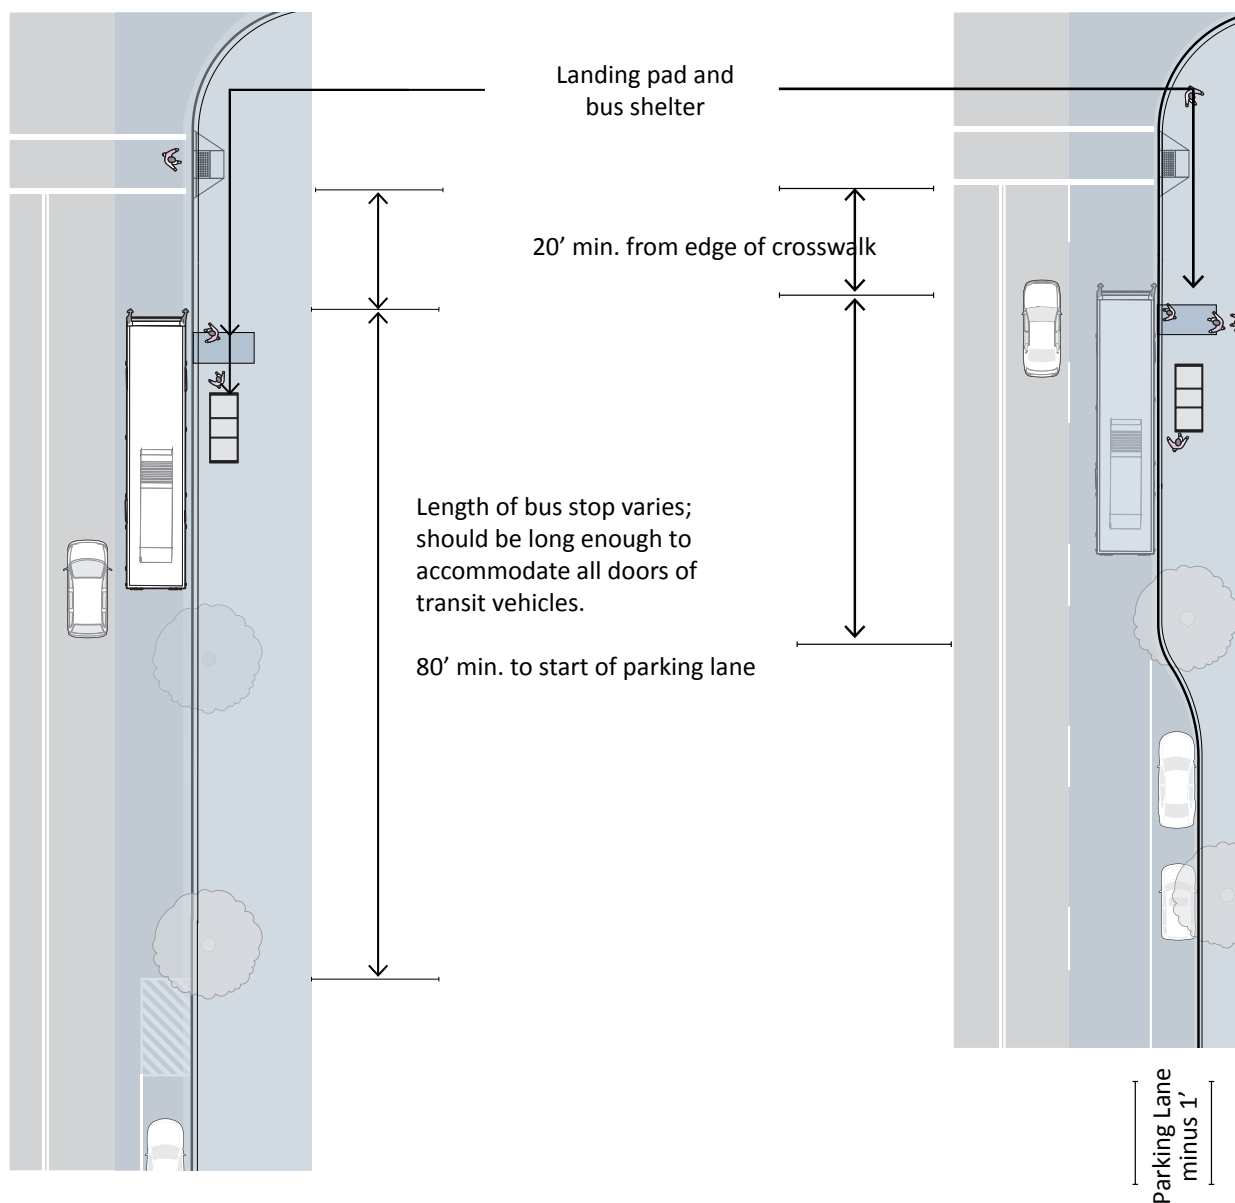 Landing pad and
bus shelter
20’ min. from edge of crosswalk
Length of bus stop varies;
should be long enough to
accommodate all doors of
transit vehicles.
80’ min. to start of parking lane
Parking Lane
minus 1’